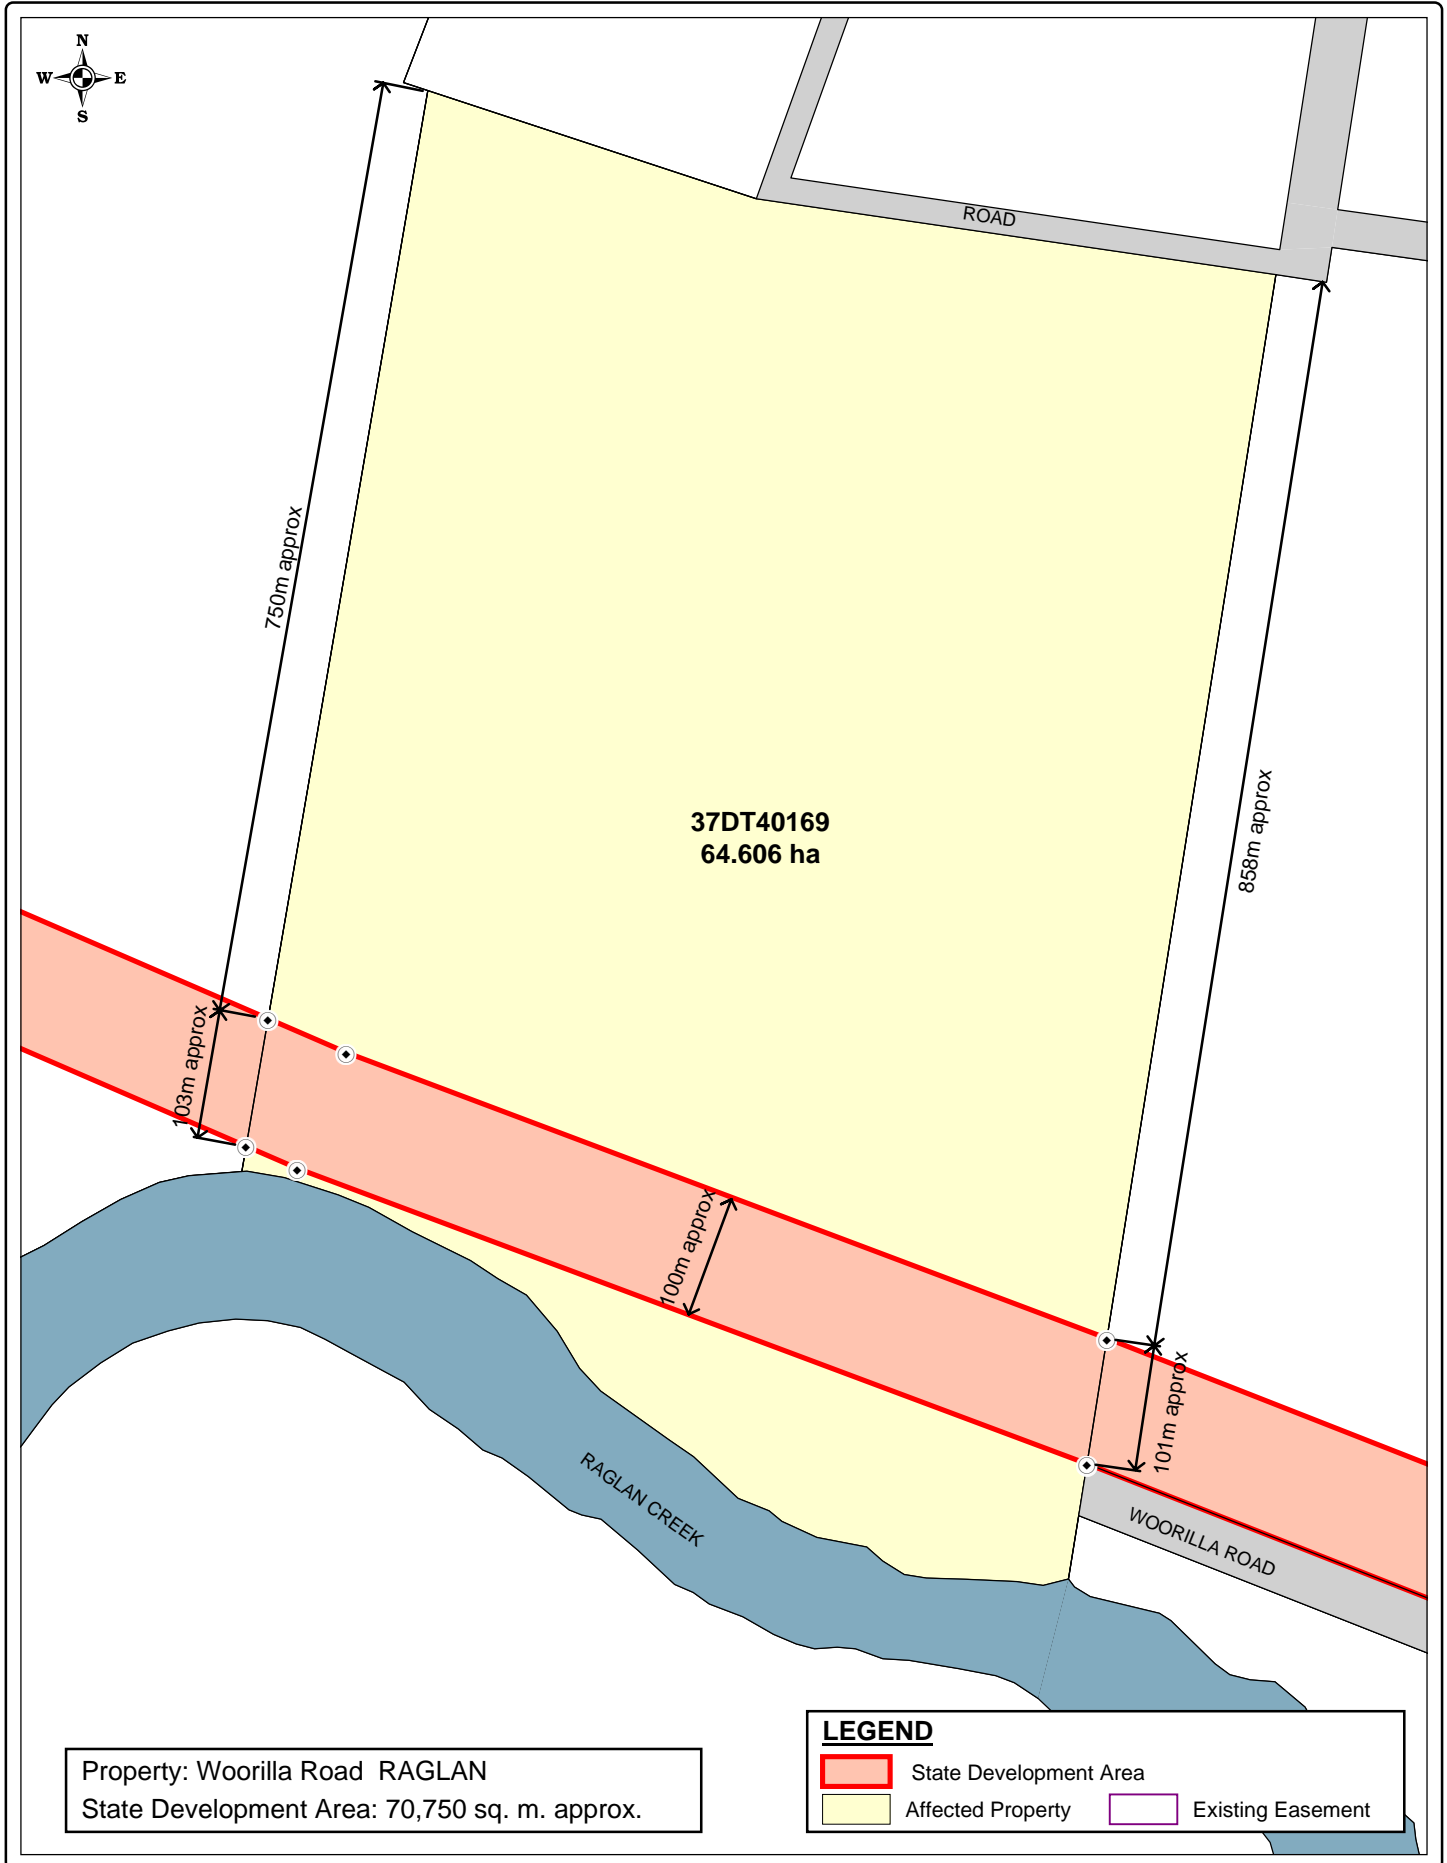 N
W E
S
ROAD
750m approx
858m approx
37DT40169
64.606 ha
103m approx
100m approx
101m approx
RAGLAN CREEK
WOORILLA ROAD
Property: Woorilla Road RAGLAN
State Development Area: 70,750 sq. m. approx.
LEGEND
State Development Area
Affected Property
Existing Easement